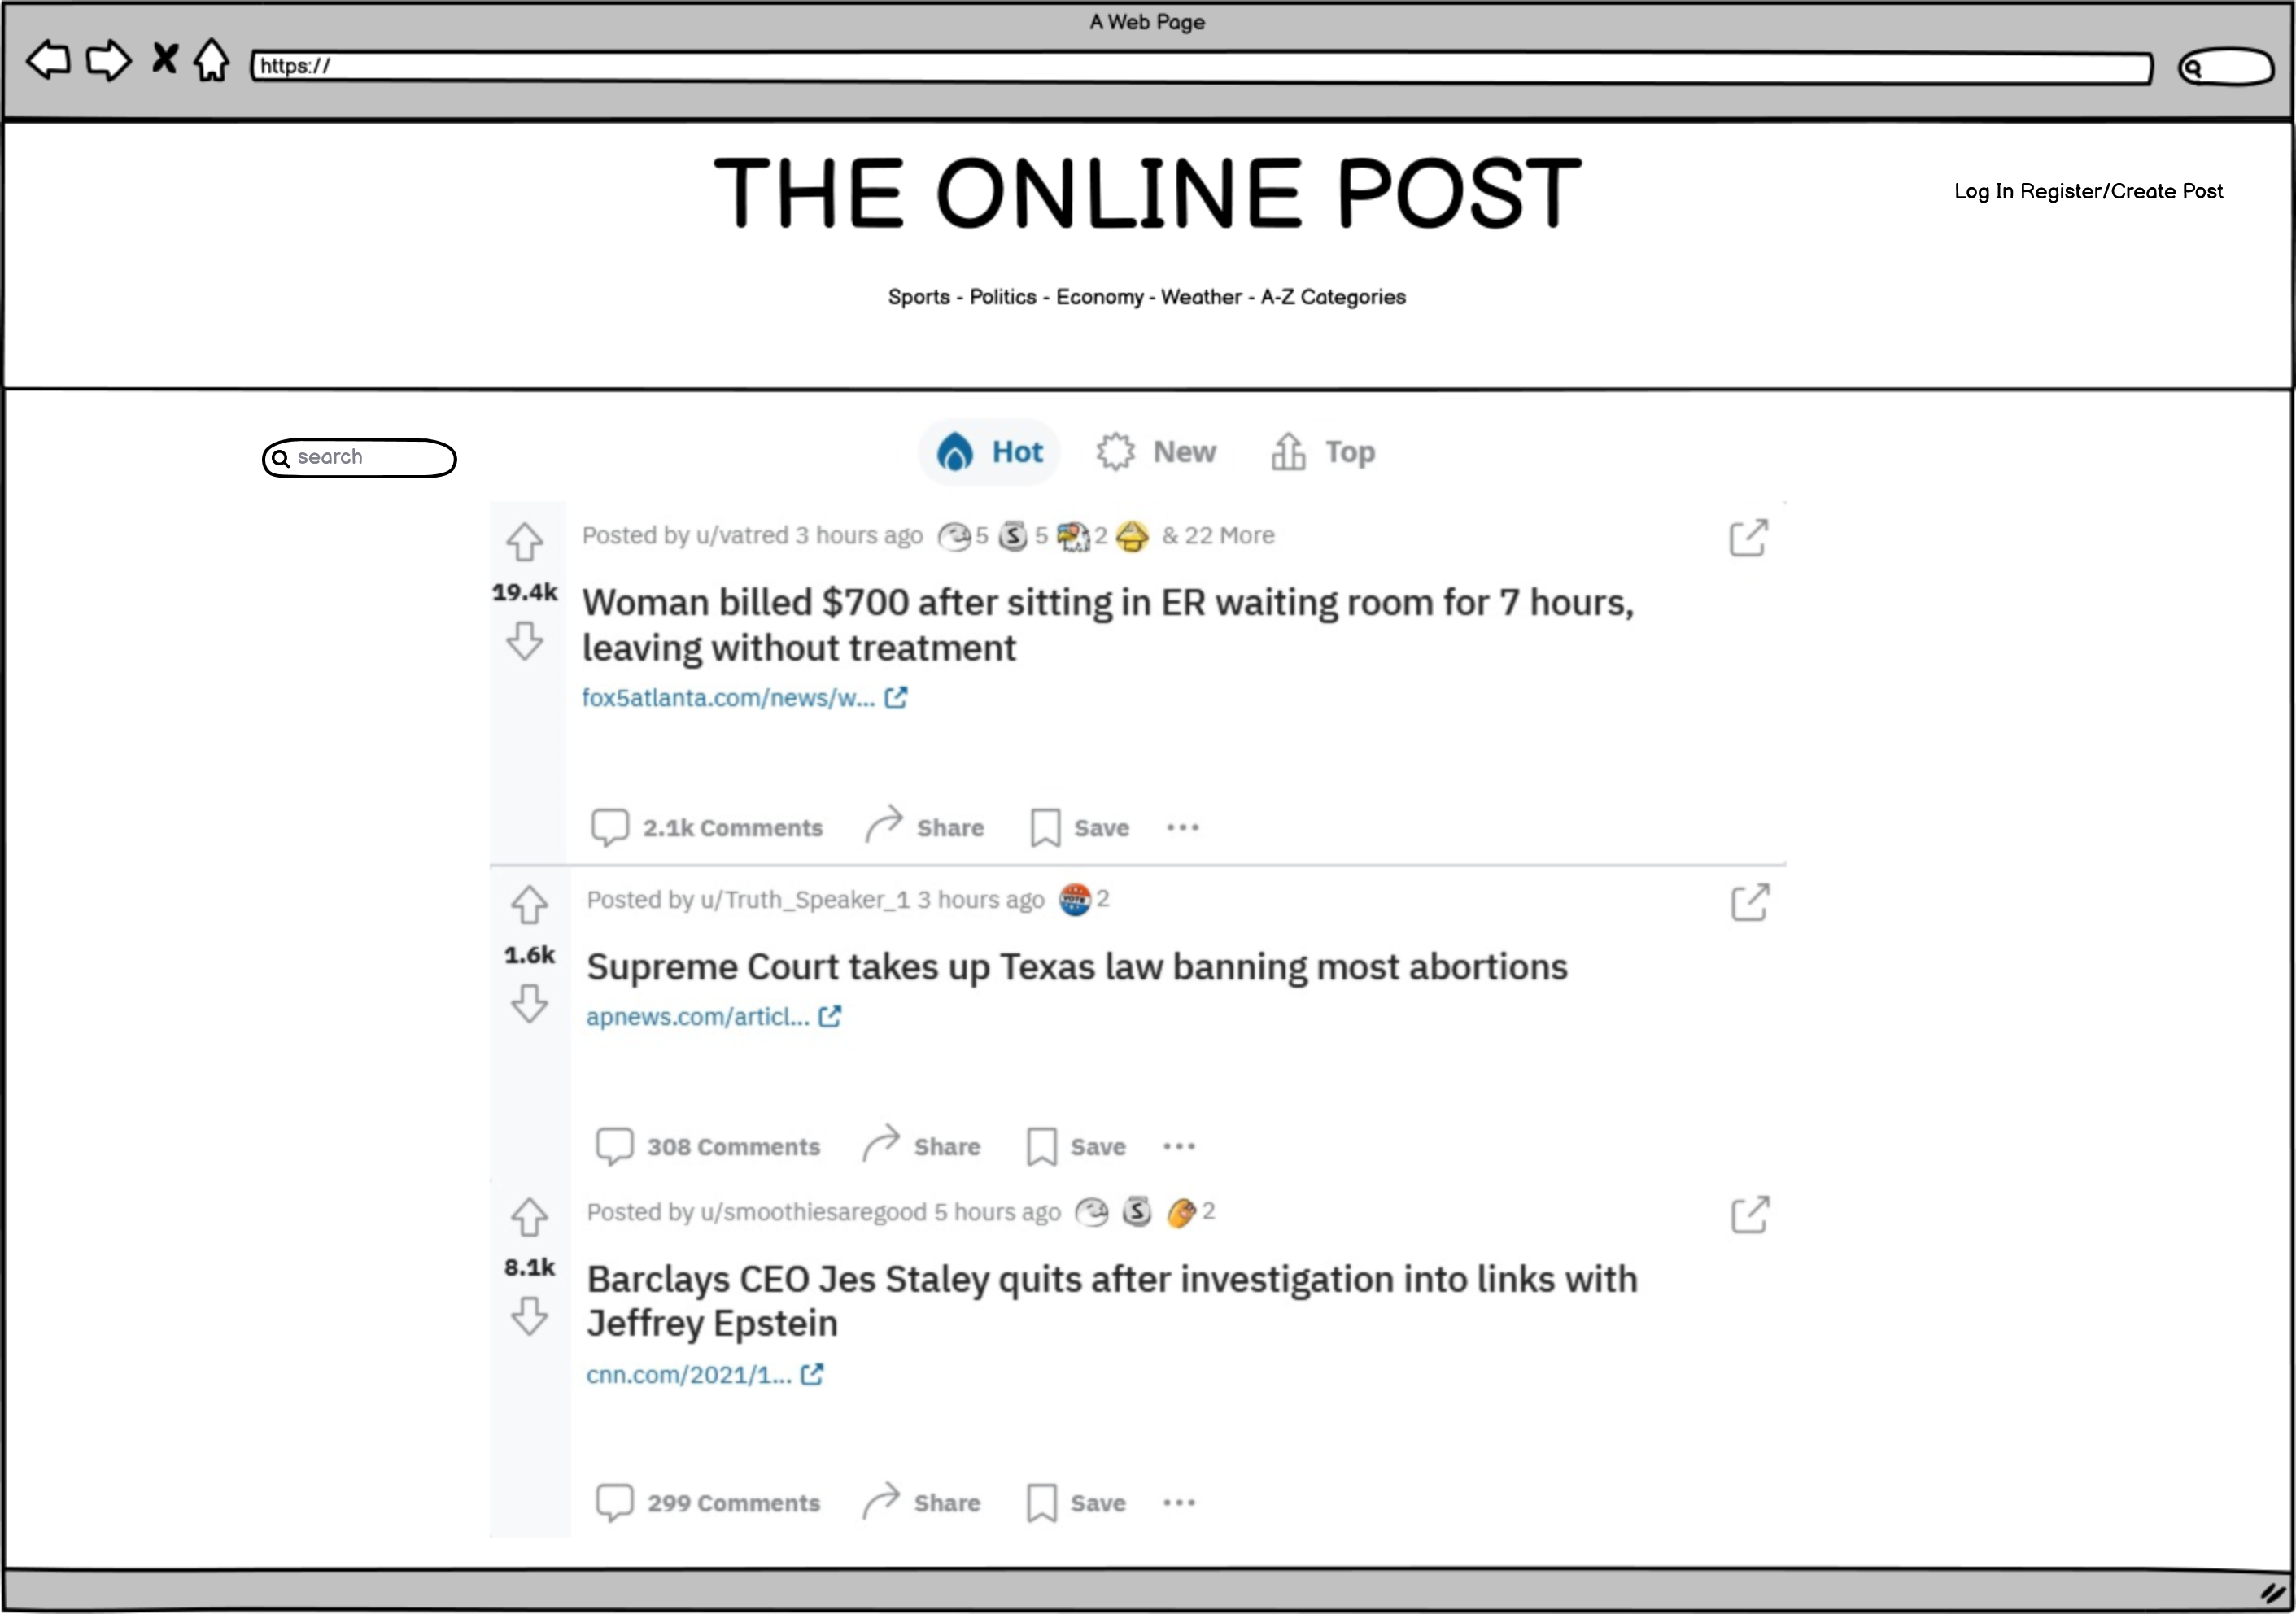 A Web Page
https://
THE ONLINE POST
Log In Register/Create Post
Sports - Politics - Economy - Weather - A-Z Categories
search
Hot New Top
Posted by u/vatred 3 hours ago 5 S 5 2 & 22 More
19.4k
Woman billed $700 after sitting in ER waiting room for 7 hours,
leaving without treatment
fox5atlanta.com/news/w...
2.1k Comments Share Save ...
Posted by u/Truth_Speaker_1 3 hours ago VOTE 2
1.6k
Supreme Court takes up Texas law banning most abortions
apnews.com/articl...
308 Comments Share Save ...
Posted by u/smoothiesaregood 5 hours ago S 2
8.1k
Barclays CEO Jes Staley quits after investigation into links with
Jeffrey Epstein
cnn.com/2021/1...
299 Comments Share Save ...